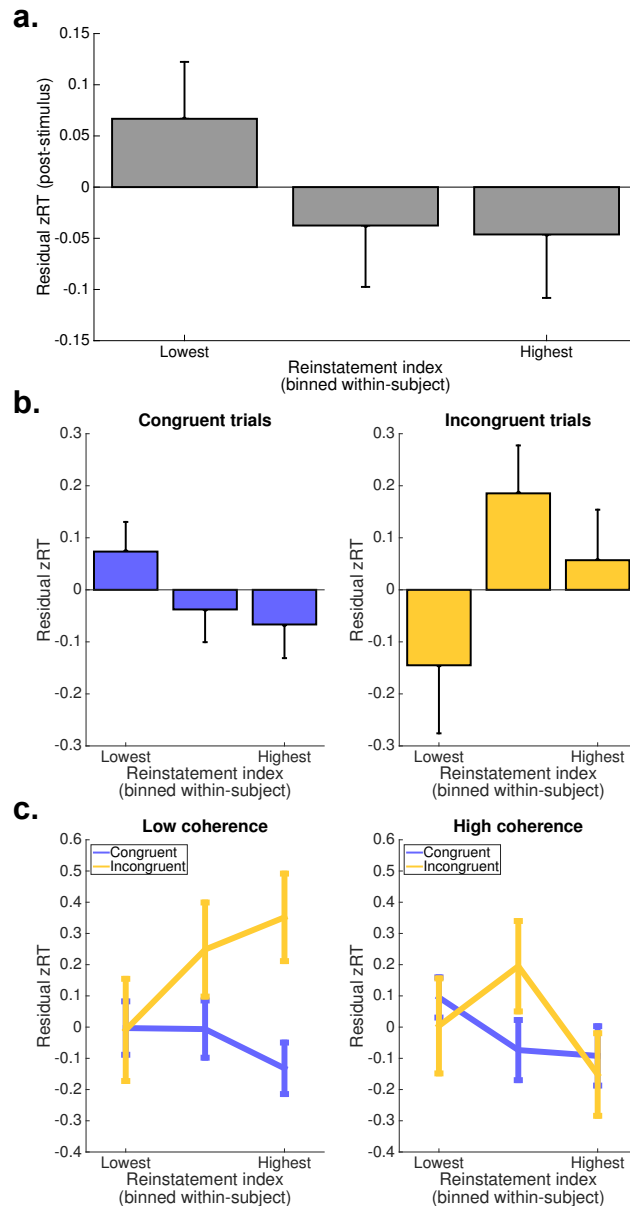 a.
Residual zRT (post-stimulus)
0.15
0.1
0.05
0
-0.05
-0.1
-0.15
Lowest
Highest
Reinstatement index
(binned within-subject)
b.
Congruent trials
Residual zRT
0.3
0.2
0.1
0
-0.1
-0.2
-0.3
Lowest
Highest
Reinstatement index
(binned within-subject)
Incongruent trials
Residual zRT
0.3
0.2
0.1
0
-0.1
-0.2
-0.3
Lowest
Highest
Reinstatement index
(binned within-subject)
c.
Low coherence
Congruent
Incongruent
Residual zRT
0.6
0.5
0.4
0.3
0.2
0.1
0
-0.1
-0.2
-0.3
-0.4
Lowest
Highest
Reinstatement index
(binned within-subject)
High coherence
Congruent
Incongruent
Residual zRT
0.6
0.5
0.4
0.3
0.2
0.1
0
-0.1
-0.2
-0.3
-0.4
Lowest
Highest
Reinstatement index
(binned within-subject)